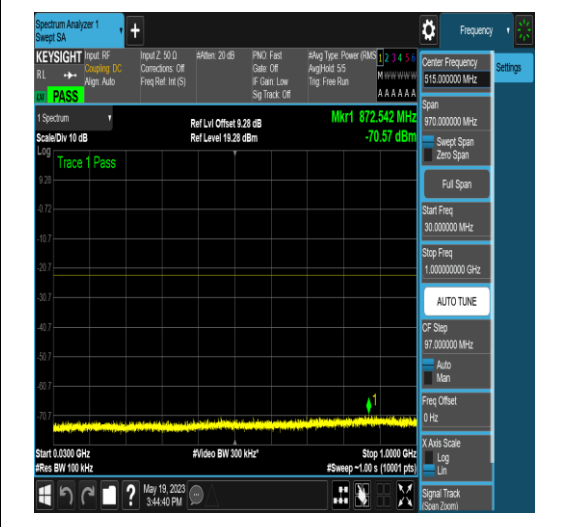 Spectrum Analyzer 1
Swept SA
+
Frequency
KEYSIGHT
RL
Input: RF
Coupling: DC
Align: Auto
Input Z: 50 Ω
Corrections: Off
Freq Ref: Int (S)
#Atten: 20 dB
PNO: Fast
Gate: Off
IF Gain: Low
Sig Track: Off
#Avg Type: Power (RMS
Avg|Hold: 5/5
Trig: Free Run
1 2 3 4 5 6
M W W W W W
A A A A A A
PASS
1 Spectrum
Scale/Div 10 dB
Ref Lvl Offset 9.28 dB
Ref Level 19.28 dBm
Mkr1 872.542 MHz
-70.57 dBm
Log
Trace 1 Pass
9.28
-0.72
-10.7
-20.7
-30.7
-40.7
-50.7
-60.7
-70.7
1
Start 0.0300 GHz
#Res BW 100 kHz
#Video BW 300 kHz*
Stop 1.0000 GHz
#Sweep ~1.00 s (10001 pts)
?
May 19, 2023
3:44:40 PM
Settings
Center Frequency
515.000000 MHz
Span
970.000000 MHz
Swept Span
Zero Span
Full Span
Start Freq
30.000000 MHz
Stop Freq
1.000000000 GHz
AUTO TUNE
CF Step
97.000000 MHz
Auto
Man
Freq Offset
0 Hz
X Axis Scale
Log
Lin
Signal Track
(Span Zoom)